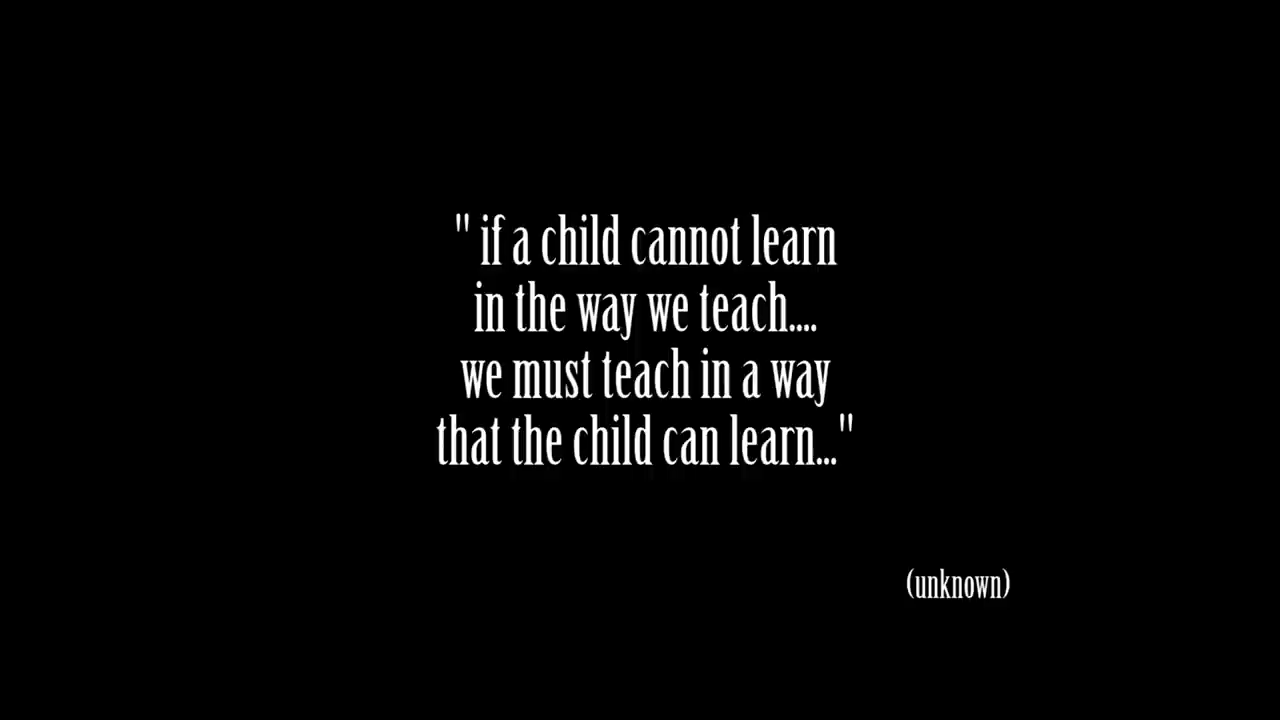 " if a child cannot learn
in the way we teach....
we must teach in a way
that the child can learn..."
(unknown)